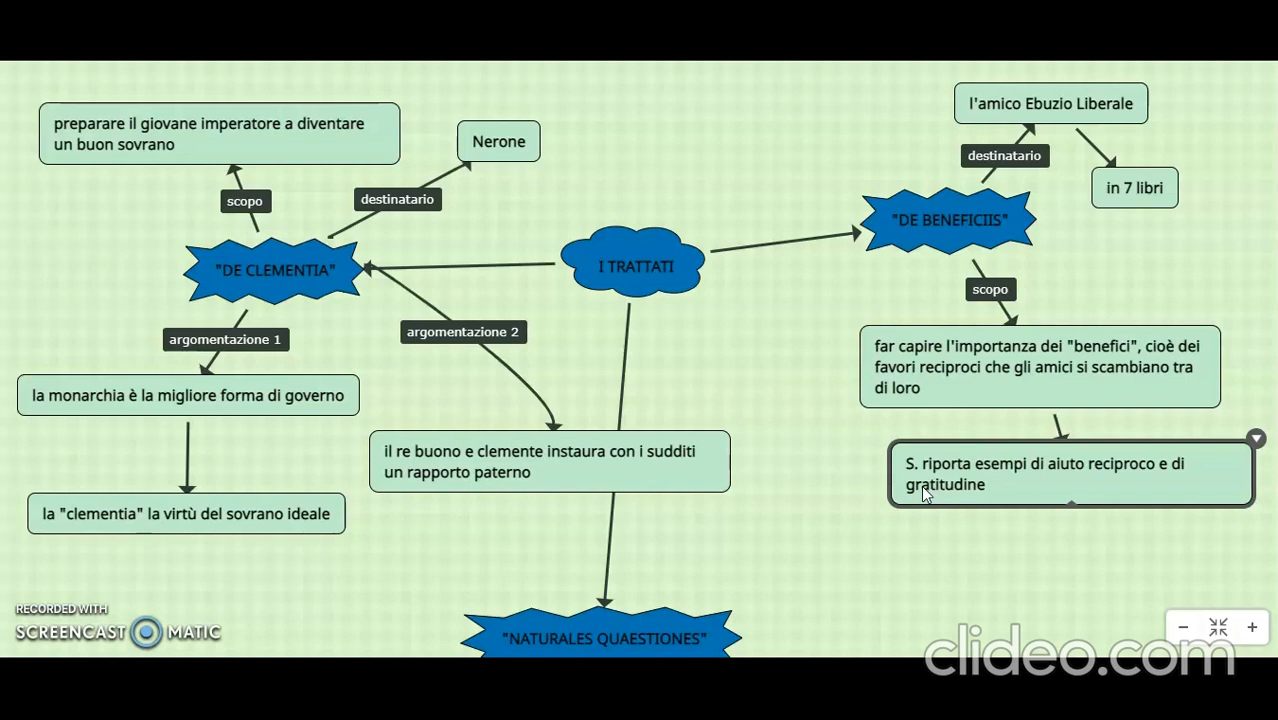 preparare il giovane imperatore a diventare
un buon sovrano
Nerone
l'amico Ebuzio Liberale
destinatario
in 7 libri
scopo
destinatario
"DE BENEFICIIS"
"DE CLEMENTIA"
I TRATTATI
scopo
argomentazione 1
argomentazione 2
far capire l'importanza dei "benefici", cioè dei
favori reciproci che gli amici si scambiano tra
di loro
la monarchia è la migliore forma di governo
il re buono e clemente instaura con i sudditi
un rapporto paterno
S. riporta esempi di aiuto reciproco e di
gratitudine
la "clementia" la virtù del sovrano ideale
"NATURALES QUAESTIONES"
RECORDED WITH
SCREENCAST MATIC
clideo.com